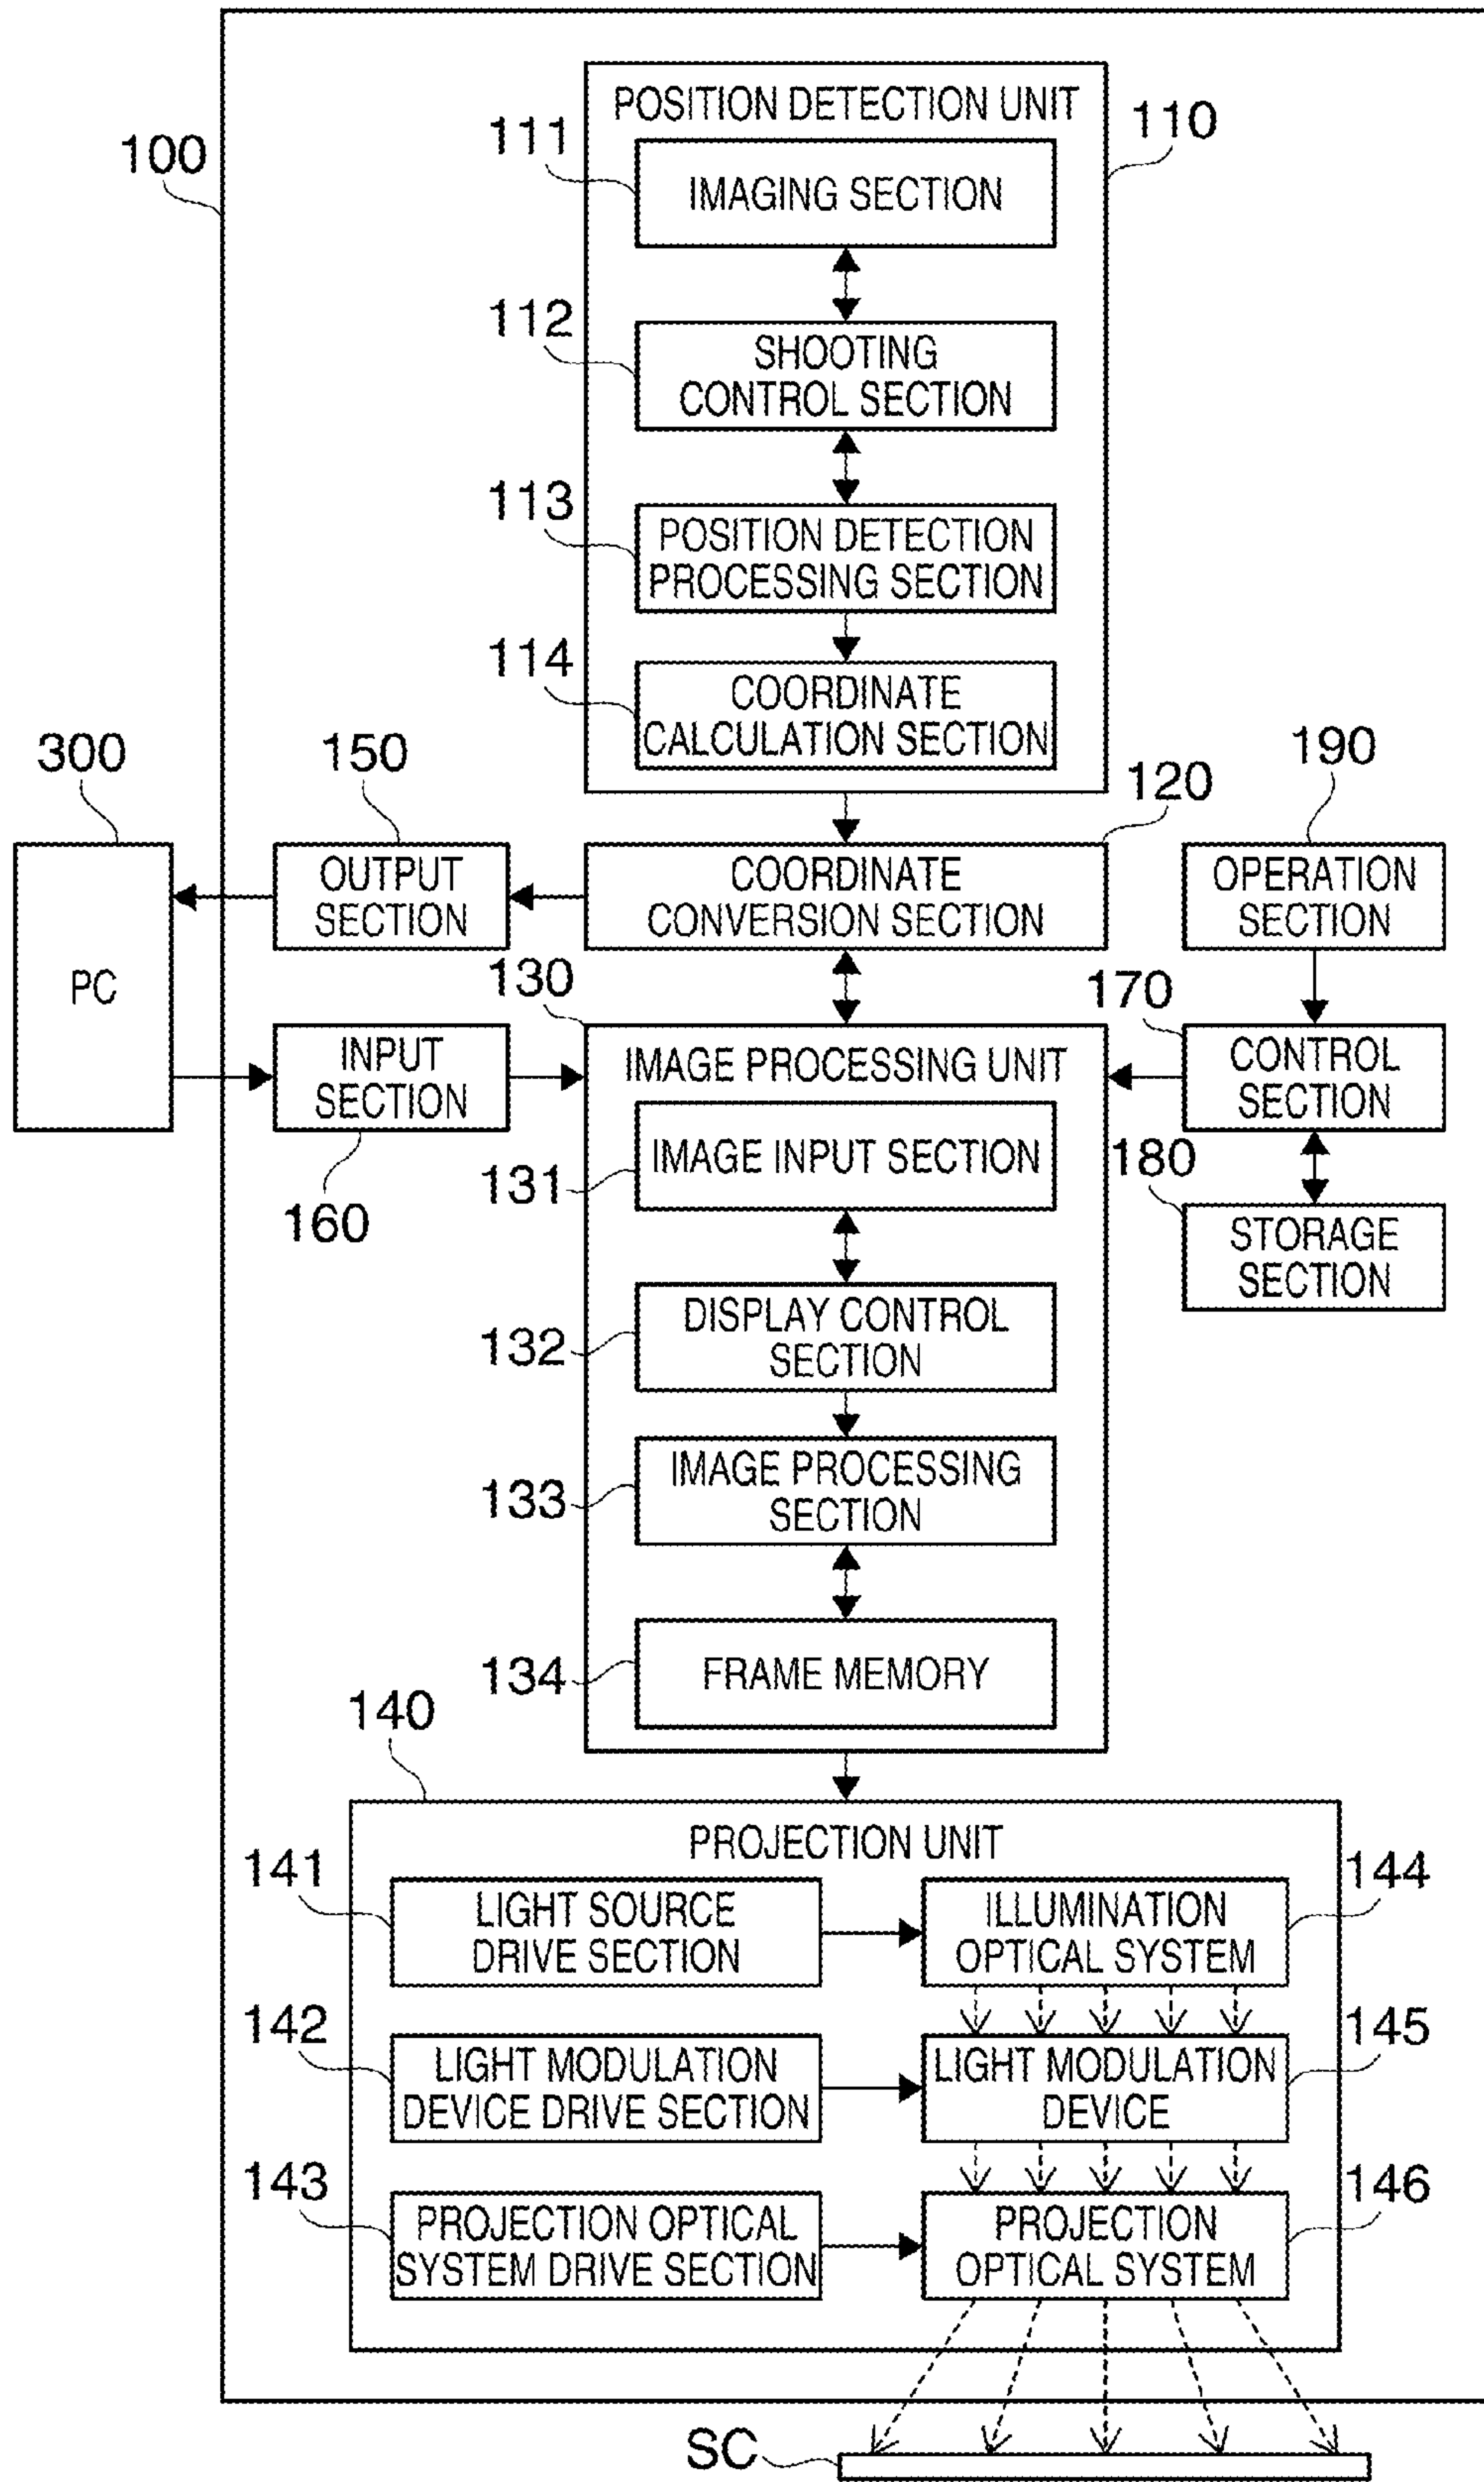 100
POSITION DETECTION UNIT
110
111
IMAGING SECTION
112
SHOOTING
CONTROL SECTION
113
POSITION DETECTION
PROCESSING SECTION
114
COORDINATE
CALCULATION SECTION
300
PC
150
OUTPUT
SECTION
120
COORDINATE
CONVERSION SECTION
190
OPERATION
SECTION
INPUT
SECTION
160
130
IMAGE PROCESSING UNIT
170
CONTROL
SECTION
131
IMAGE INPUT SECTION
180
STORAGE
SECTION
132
DISPLAY CONTROL
SECTION
133
IMAGE PROCESSING
SECTION
134
FRAME MEMORY
140
PROJECTION UNIT
141
LIGHT SOURCE
DRIVE SECTION
ILLUMINATION
OPTICAL SYSTEM
144
142
LIGHT MODULATION
DEVICE DRIVE SECTION
LIGHT MODULATION
DEVICE
145
143
PROJECTION OPTICAL
SYSTEM DRIVE SECTION
PROJECTION
OPTICAL SYSTEM
146
SC